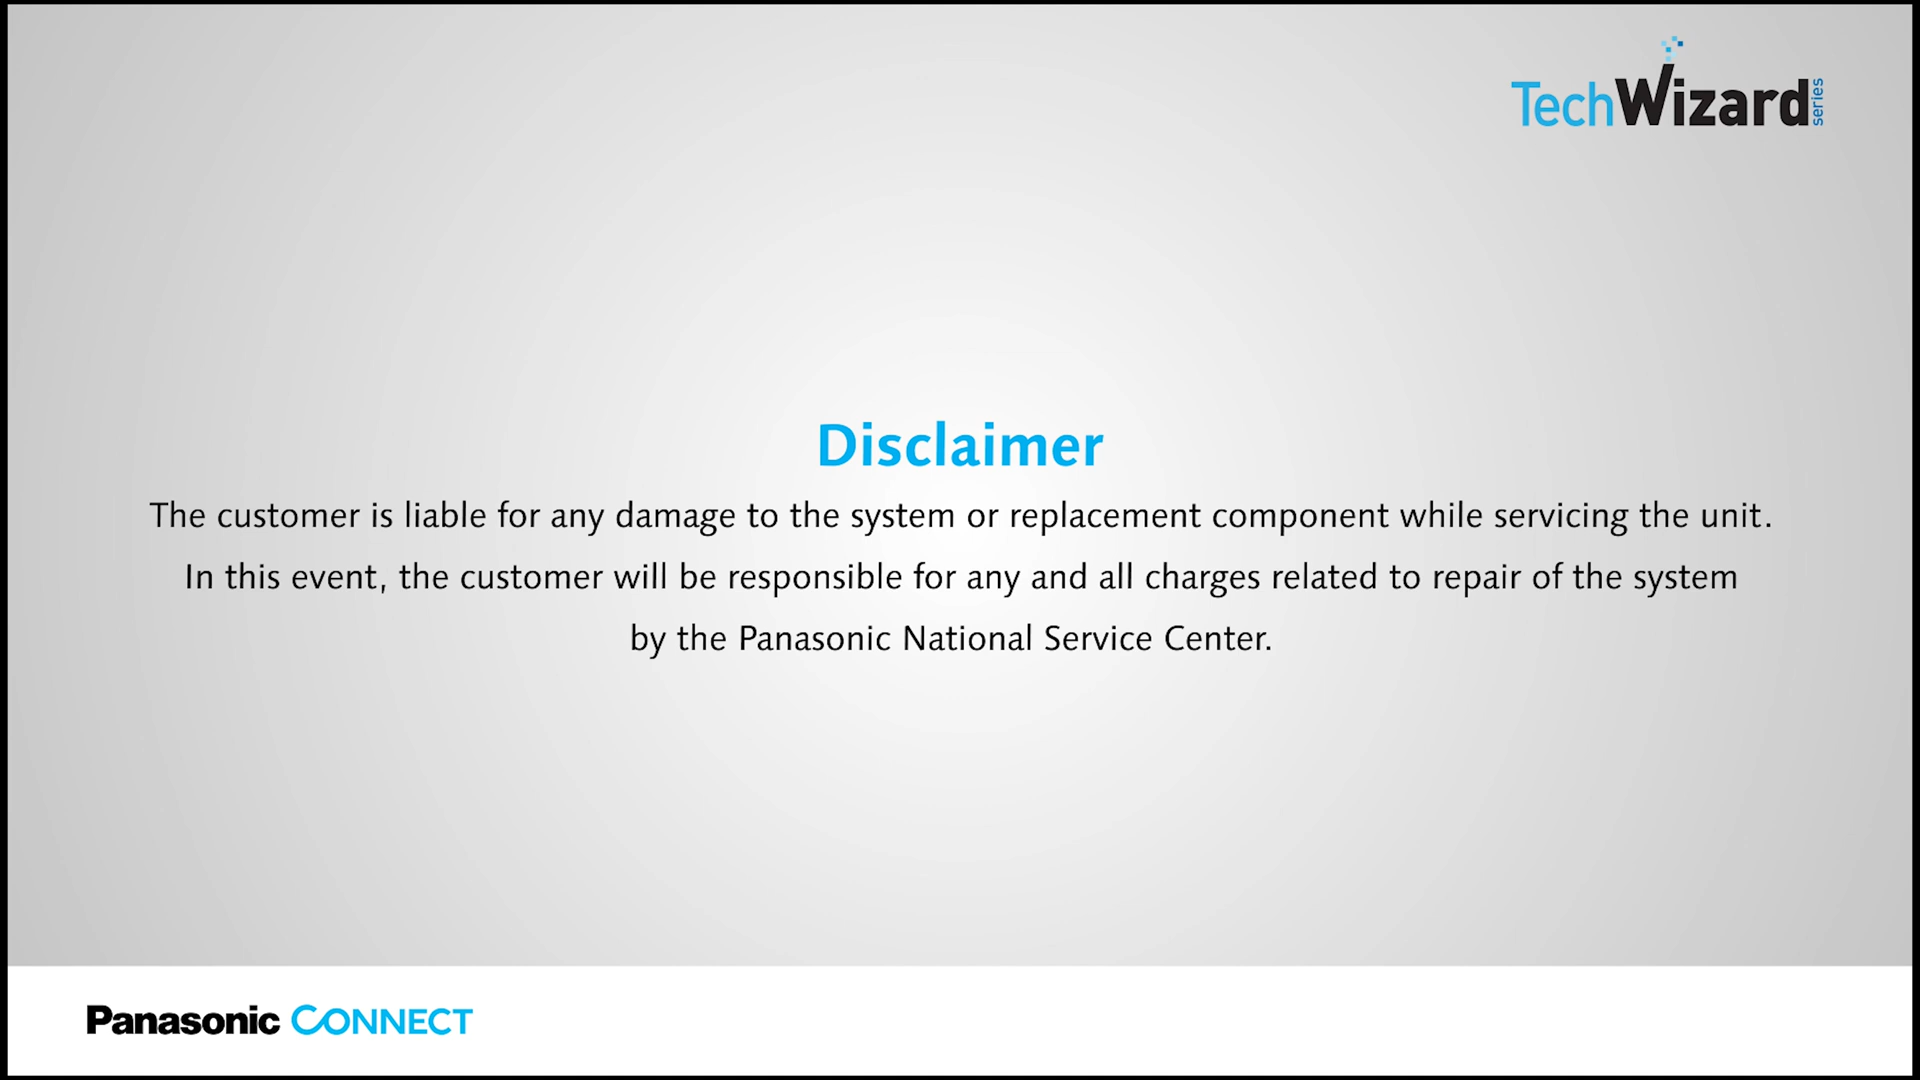 TechWizard series
Disclaimer
The customer is liable for any damage to the system or replacement component while servicing the unit.
In this event, the customer will be responsible for any and all charges related to repair of the system
by the Panasonic National Service Center.
Panasonic CONNECT